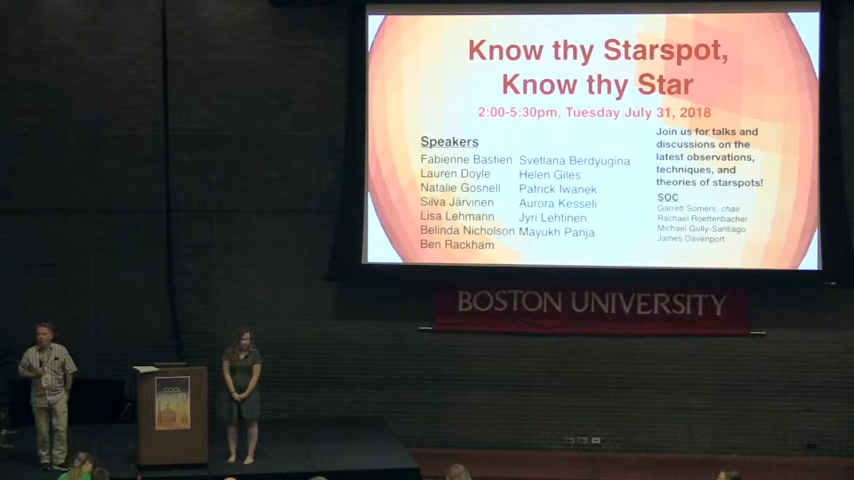 Know thy Starspot,
Know thy Star
2:00-5:30pm, Tuesday July 31, 2018
Speakers
Fabienne Bastien
Lauren Doyle
Natalie Gosnell
Silva Järvinen
Lisa Lehmann
Belinda Nicholson
Ben Rackham
Svetlana Berdyugina
Helen Giles
Patrick Iwanek
Aurora Kesseli
Jyri Lehtinen
Mayukh Panja
Join us for talks and
discussions on the
latest observations,
techniques, and
theories of starspots!
SOC
Garrett Somers, chair
Rachael Roettenbacher
Michael Gully-Santiago
James Davenport
BOSTON UNIVERSITY
COOL